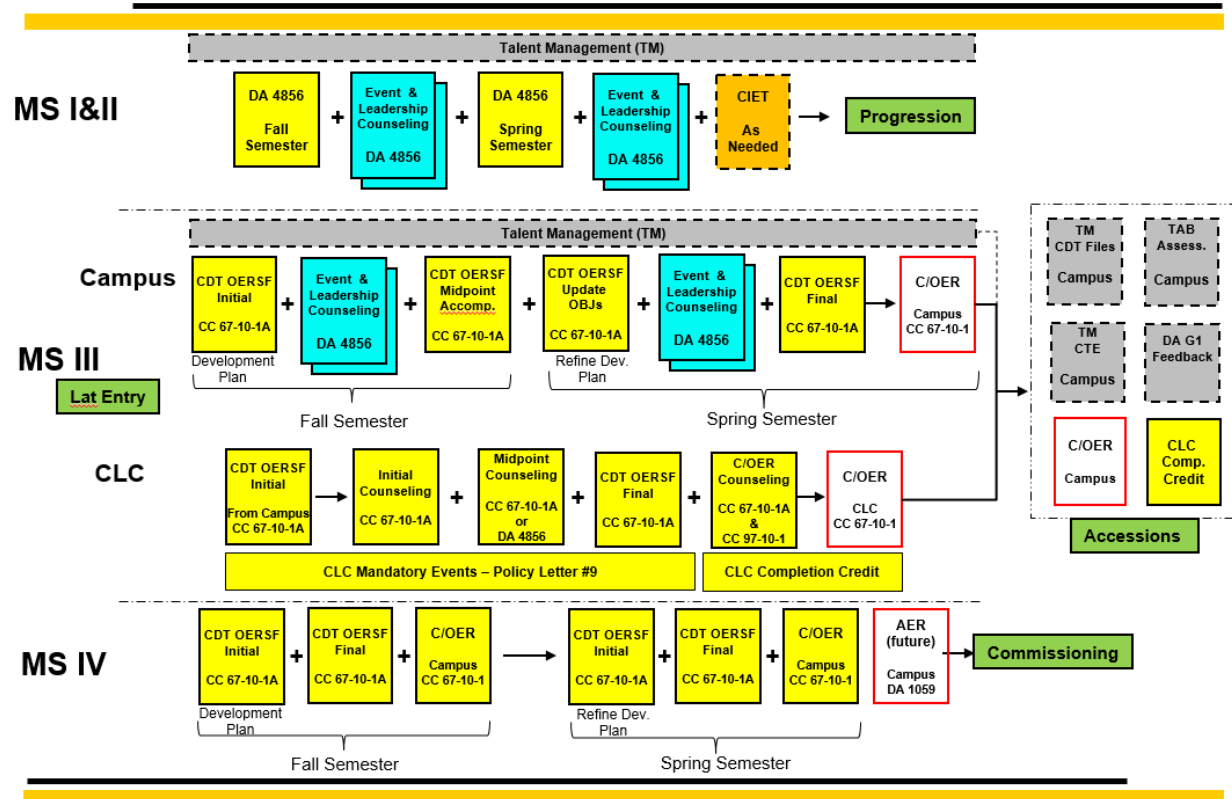 Talent Management (TM)
MS I&II
DA 4856
Fall
Semester
+
Event &
Leadership
Counseling
DA 4856
+
DA 4856
Spring
Semester
+
Event &
Leadership
Counseling
DA 4856
+
CIET
As
Needed
Progression
Talent Management (TM)
Campus
CDT OERSF
Initial
CC 67-10-1A
Development
Plan
+
Event &
Leadership
Counseling
DA 4856
+
CDT OERSF
Midpoint
Accomp.
CC 67-10-1A
+
CDT OERSF
Update
OBJs
CC 67-10-1A
Refine Dev.
Plan
+
Event &
Leadership
Counseling
DA 4856
+
CDT OERSF
Final
CC 67-10-1A
C/OER
Campus
CC 67-10-1
MS III
Lat Entry
Fall Semester
Spring Semester
TM
CDT Files
Campus
TAB
Assess.
Campus
TM
CTE
Campus
DA G1
Feedback
C/OER
Campus
CLC
Comp.
Credit
Accessions
CLC
CDT OERSF
Initial
From Campus
CC 67-10-1A
Initial
Counseling
CC 67-10-1A
+
Midpoint
Counseling
CC 67-10-1A
or
DA 4856
+
CDT OERSF
Final
CC 67-10-1A
+
C/OER
Counseling
CC 67-10-1A
&
CC 97-10-1
C/OER
CLC
CC 67-10-1
CLC Mandatory Events – Policy Letter #9
CLC Completion Credit
MS IV
CDT OERSF
Initial
CC 67-10-1A
Development
Plan
+
CDT OERSF
Final
CC 67-10-1A
+
C/OER
Campus
CC 67-10-1
CDT OERSF
Initial
CC 67-10-1A
Refine Dev.
Plan
+
CDT OERSF
Final
CC 67-10-1A
+
C/OER
Campus
CC 67-10-1
AER
(future)
Campus
DA 1059
Commissioning
Fall Semester
Spring Semester